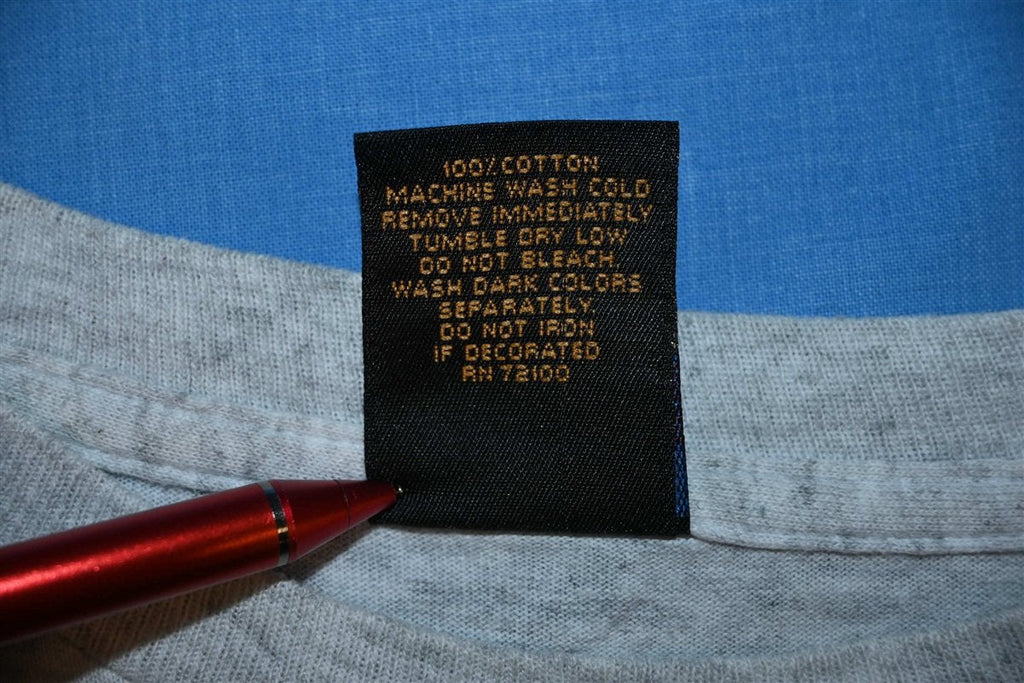 100% COTTON
MACHINE WASH COLD
REMOVE IMMEDIATELY
TUMBLE DRY LOW
DO NOT BLEACH
WASH DARK COLORS
SEPARATELY
DO NOT IRON
IF DECORATED
RN 72100